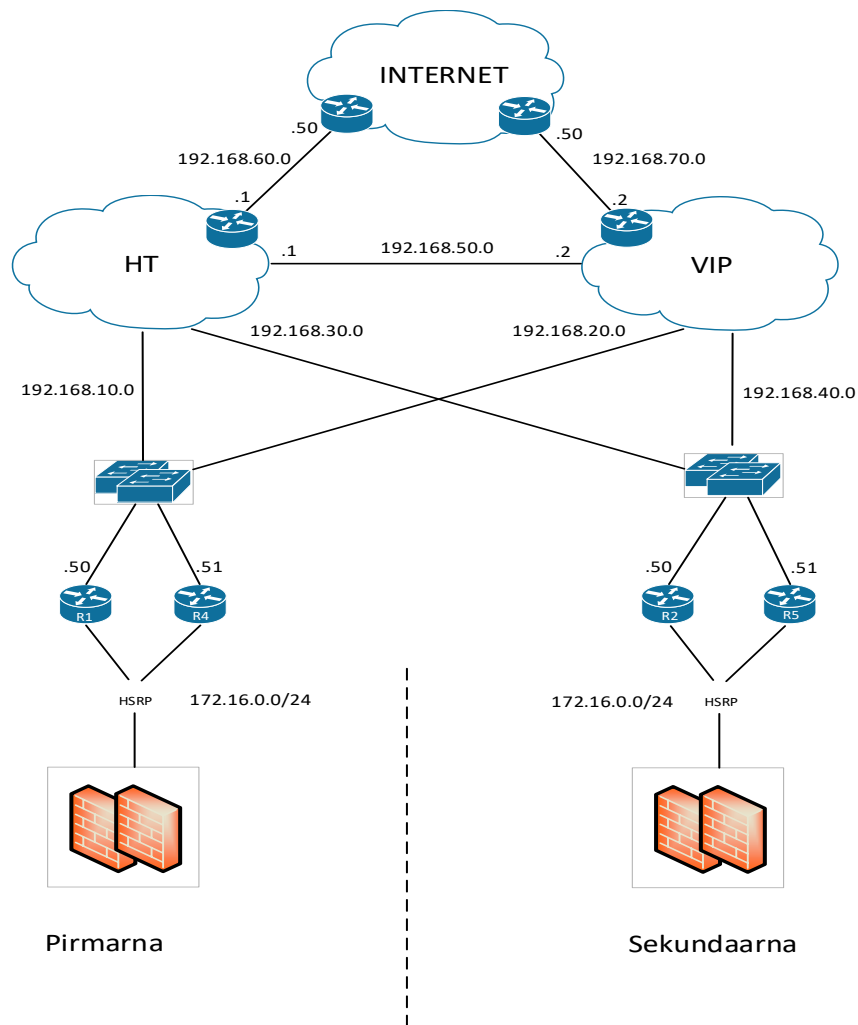 INTERNET
.50
.50
192.168.60.0
192.168.70.0
.1
.2
HT
.1
192.168.50.0
.2
VIP
192.168.30.0
192.168.20.0
192.168.10.0
192.168.40.0
.50
.51
.50
.51
R1
R4
R2
R5
HSRP
172.16.0.0/24
172.16.0.0/24
HSRP
Pirmarna
Sekundaarna